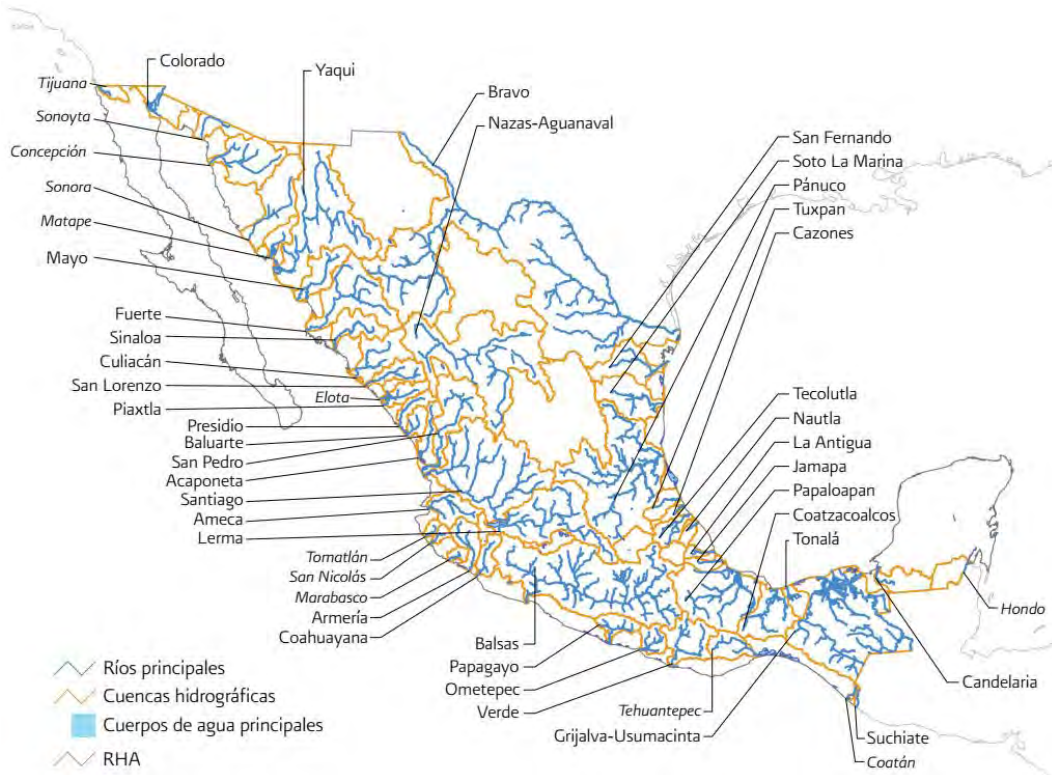 Tijuana
Colorado
Sonoyta
Concepción
Sonora
Matape
Mayo
Yaqui
Bravo
Nazas-Aguanaval
San Fernando
Soto La Marina
Pánuco
Tuxpan
Cazones
Fuerte
Sinaloa
Culiacán
San Lorenzo
Elota
Piaxtla
Presidio
Baluarte
San Pedro
Acaponeta
Santiago
Ameca
Lerma
Tomatlán
San Nicolás
Marabasco
Armería
Coahuayana
Tecolutla
Nautla
La Antigua
Jamapa
Papaloapan
Coatzacoalcos
Tonalá
Hondo
Candelaria
Balsas
Papagayo
Ometepec
Verde
Tehuantepec
Grijalva-Usumacinta
Suchiate
Coatán
Ríos principales
Cuencas hidrográficas
Cuerpos de agua principales
RHA